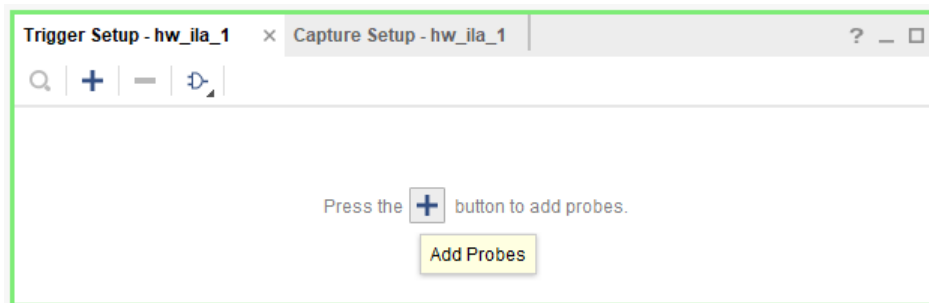 Trigger Setup - hw_ila_1 × Capture Setup - hw_ila_1 ?
Press the + button to add probes.
Add Probes